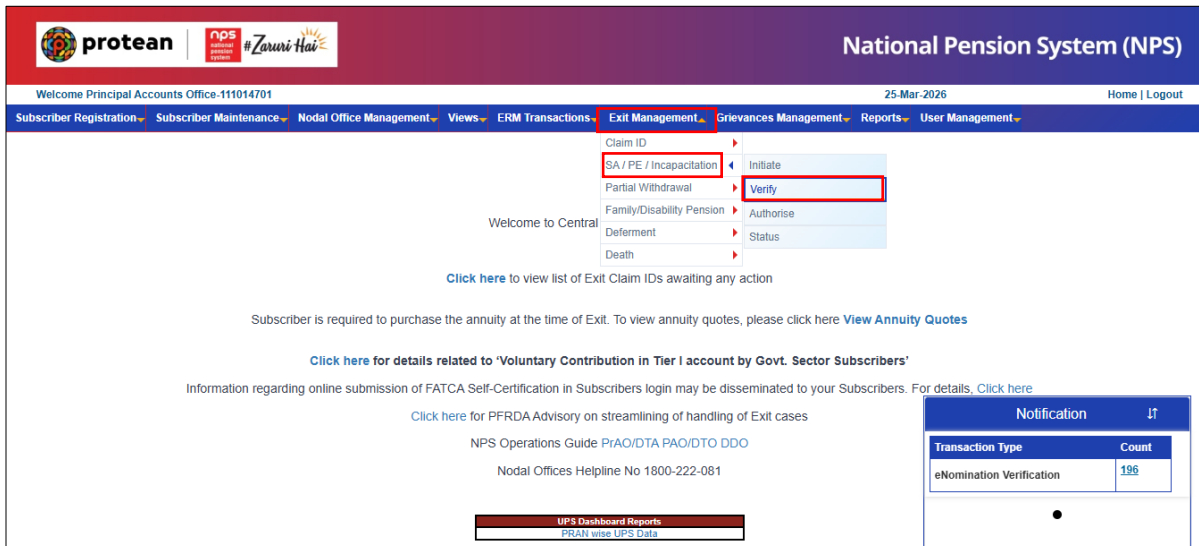 protean
nps
national
pension
system
#Zaruri Hai
National Pension System (NPS)
Welcome Principal Accounts Office-111014701
25-Mar-2026
Home | Logout
Subscriber Registration Subscriber Maintenance Nodal Office Management Views ERM Transactions Exit Management Grievances Management Reports User Management
Claim ID
SA / PE / Incapacitation
Initiate
Partial Withdrawal
Verify
Family/Disability Pension
Authorise
Welcome to Central
Deferment
Status
Death
Click here to view list of Exit Claim IDs awaiting any action
Subscriber is required to purchase the annuity at the time of Exit. To view annuity quotes, please click here View Annuity Quotes
Click here for details related to 'Voluntary Contribution in Tier I account by Govt. Sector Subscribers'
Information regarding online submission of FATCA Self-Certification in Subscribers login may be disseminated to your Subscribers. For details, Click here
Click here for PFRDA Advisory on streamlining of handling of Exit cases
NPS Operations Guide PrAO/DTA PAO/DTO DDO
Nodal Offices Helpline No 1800-222-081
Notification
Transaction Type Count
eNomination Verification 196
UPS Dashboard Reports
PRAN wise UPS Data